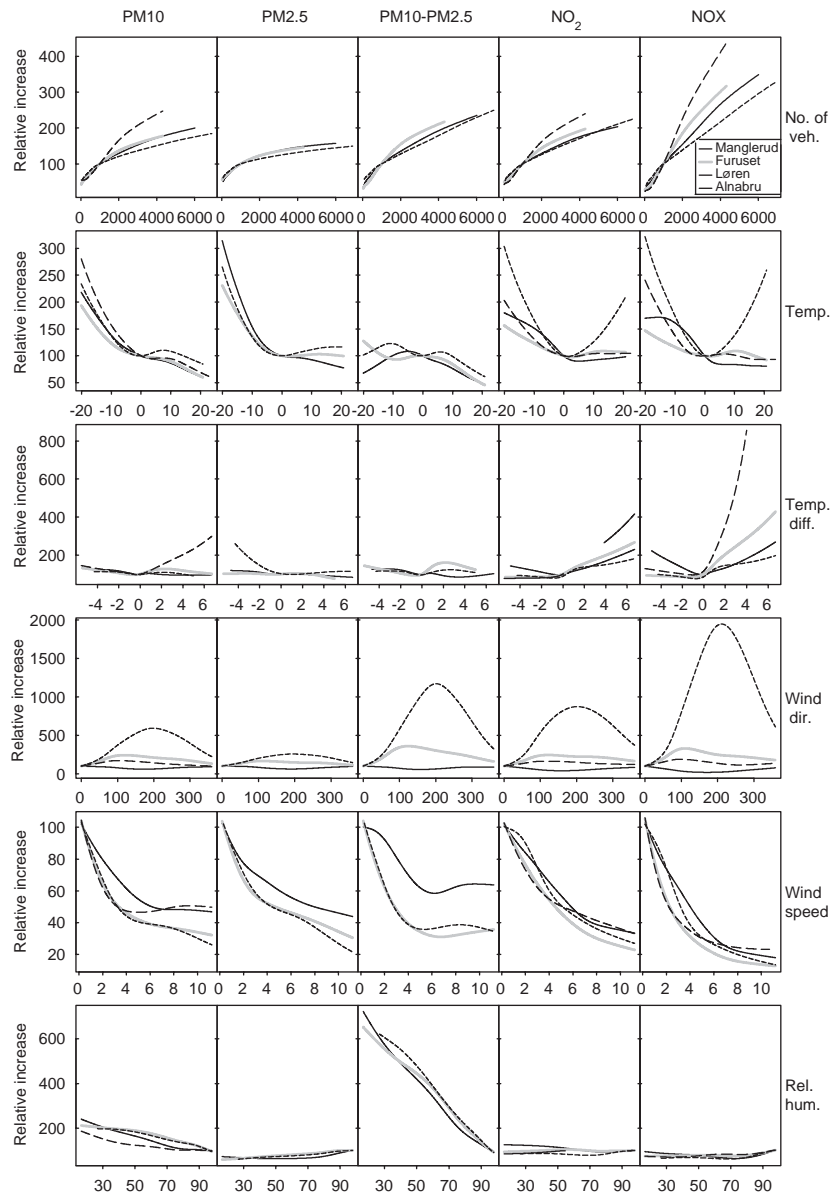 PM10 PM2.5 PM10-PM2.5 NO2 NOX
Relative increase
400
300
200
100
No. of
veh.
Manglerud
Furuset
Løren
Alnabru
0 2000 4000 6000 0 2000 4000 6000 0 2000 4000 6000 0 2000 4000 6000 0 2000 4000 6000
Relative increase
300
250
200
150
100
50
Temp.
-20 -10 0 10 20 -20 -10 0 10 20 -20 -10 0 10 20 -20 -10 0 10 20 -20 -10 0 10 20
Relative increase
800
600
400
200
Temp.
diff.
-4 -2 0 2 4 6 -4 -2 0 2 4 6 -4 -2 0 2 4 6 -4 -2 0 2 4 6 -4 -2 0 2 4 6
Relative increase
2000
1500
1000
500
0
Wind
dir.
0 100 200 300 0 100 200 300 0 100 200 300 0 100 200 300 0 100 200 300
Relative increase
100
80
60
40
20
Wind
speed
0 2 4 6 8 10 0 2 4 6 8 10 0 2 4 6 8 10 0 2 4 6 8 10 0 2 4 6 8 10
Relative increase
600
400
200
Rel.
hum.
30 50 70 90 30 50 70 90 30 50 70 90 30 50 70 90 30 50 70 90